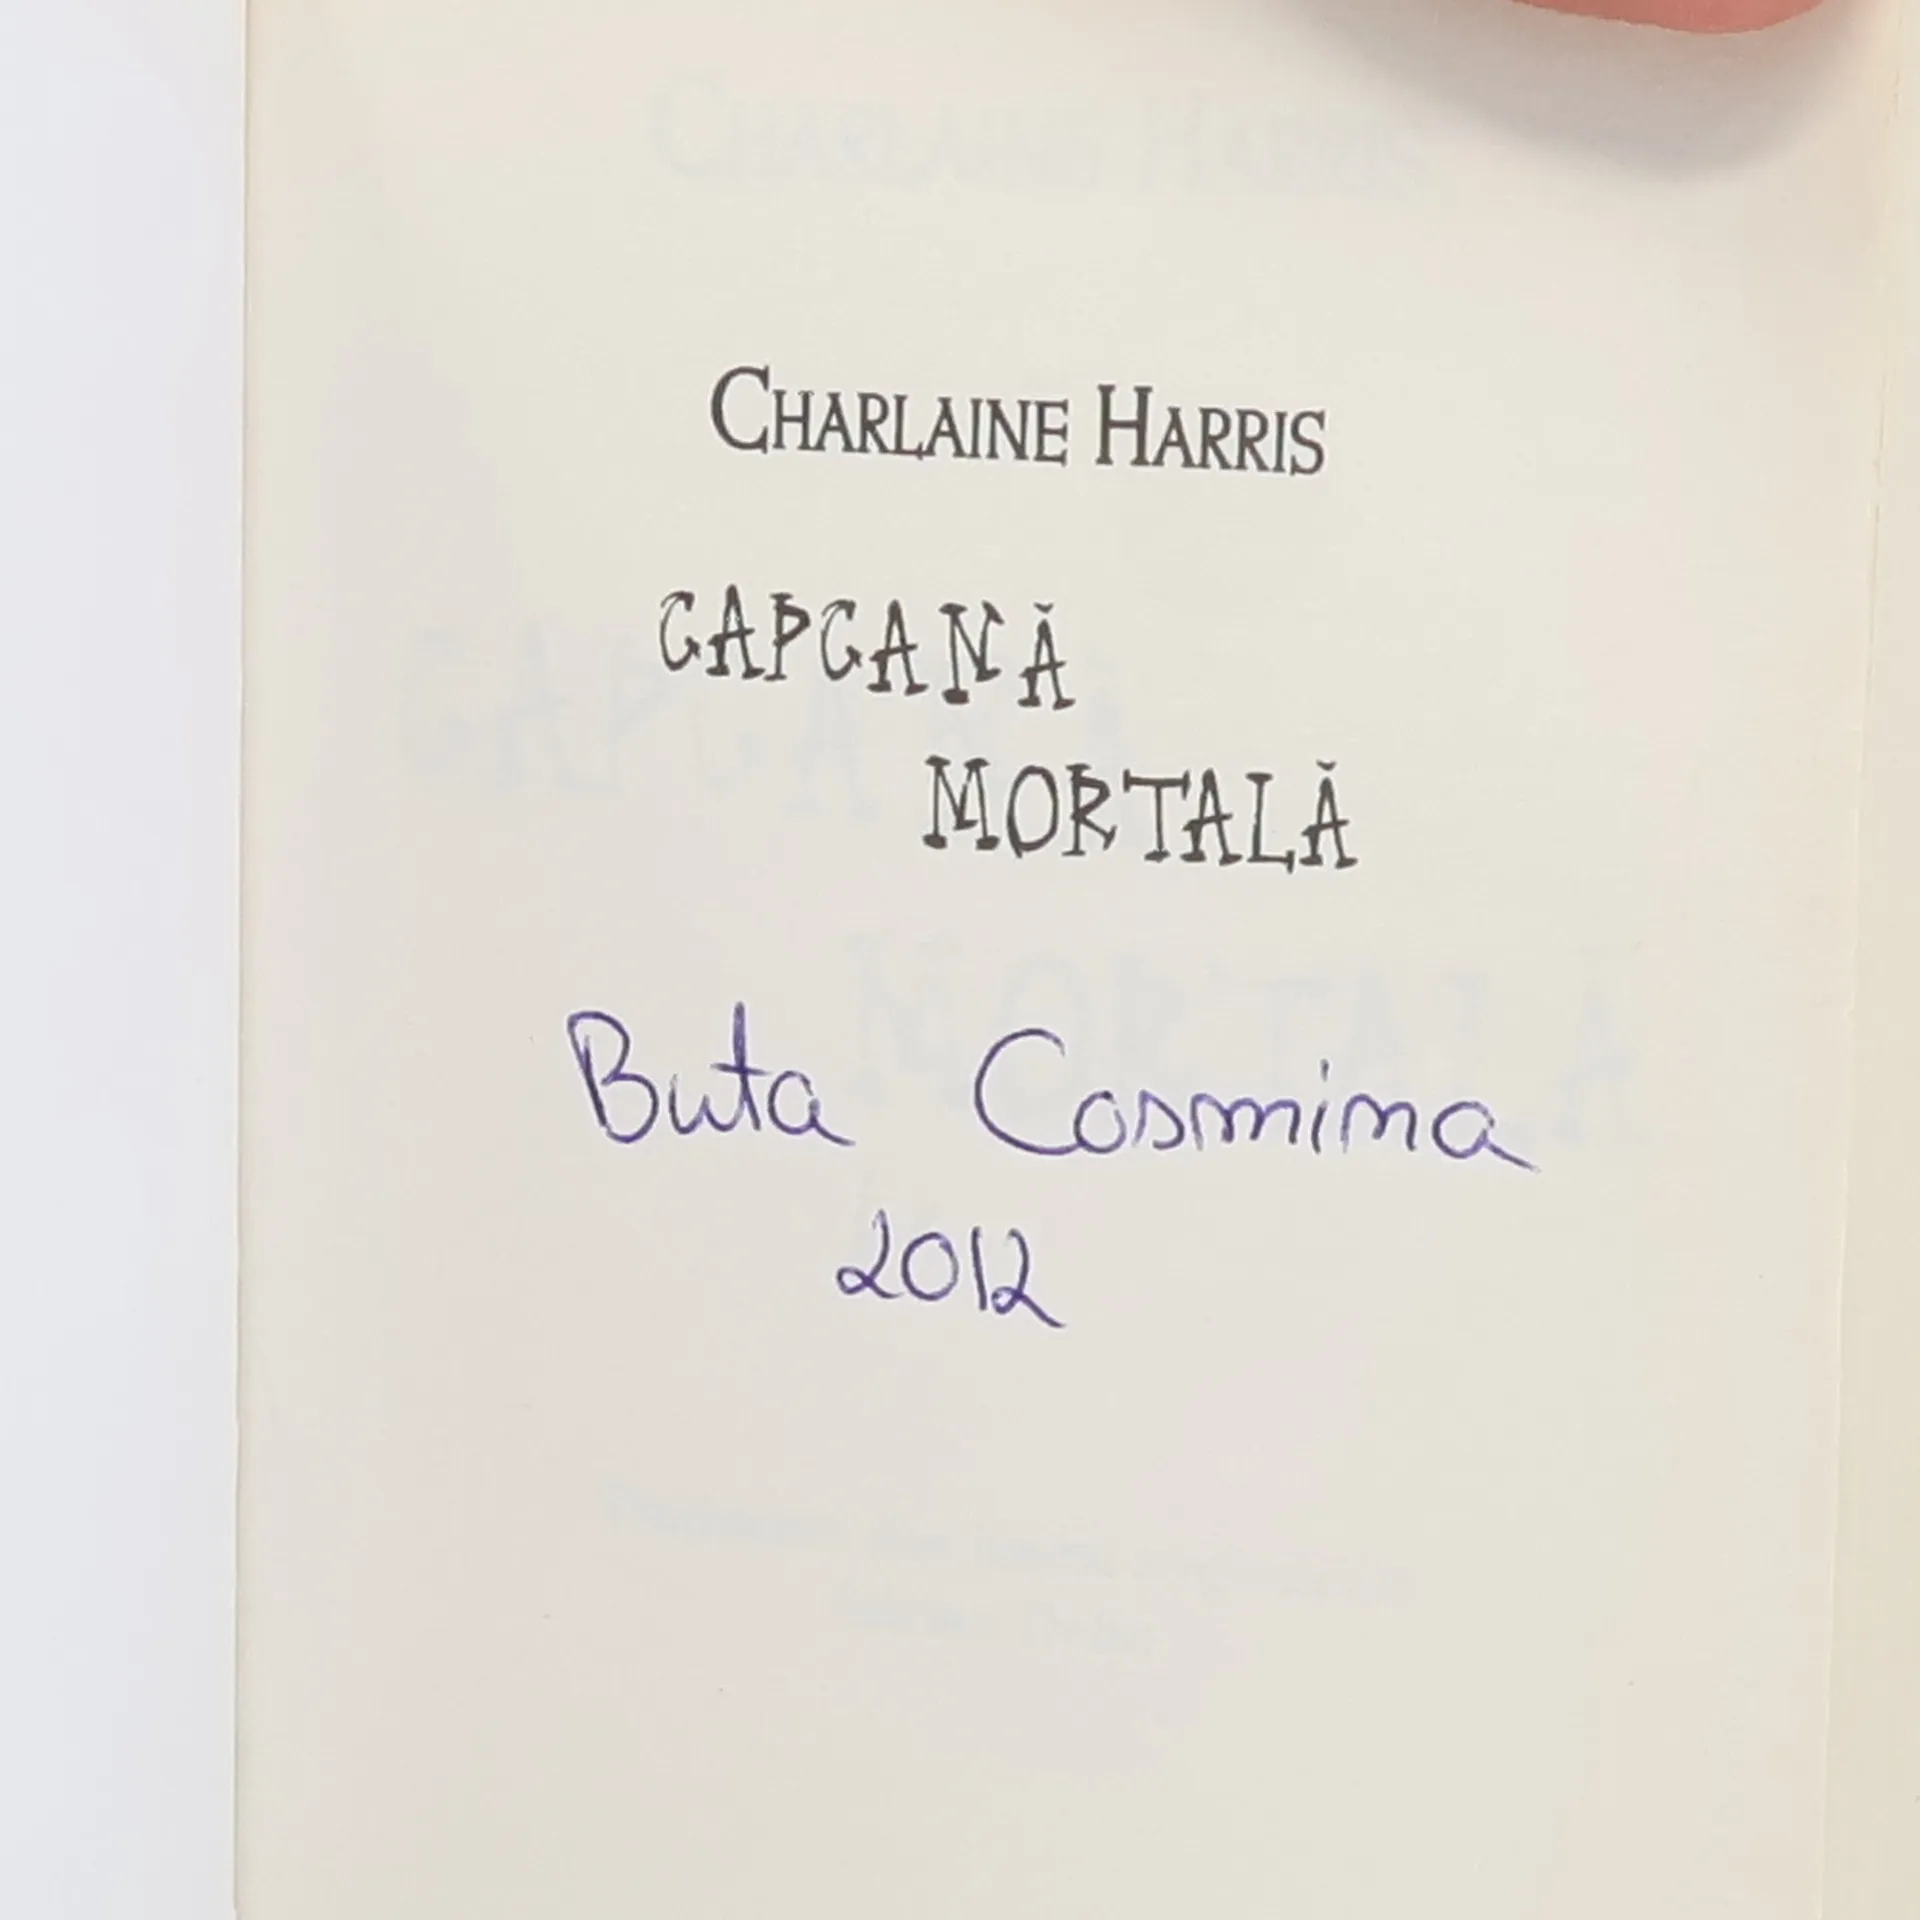 CHARLAINE HARRIS
CAPCANĂ
MORTALĂ
Buta Cosmina
2012